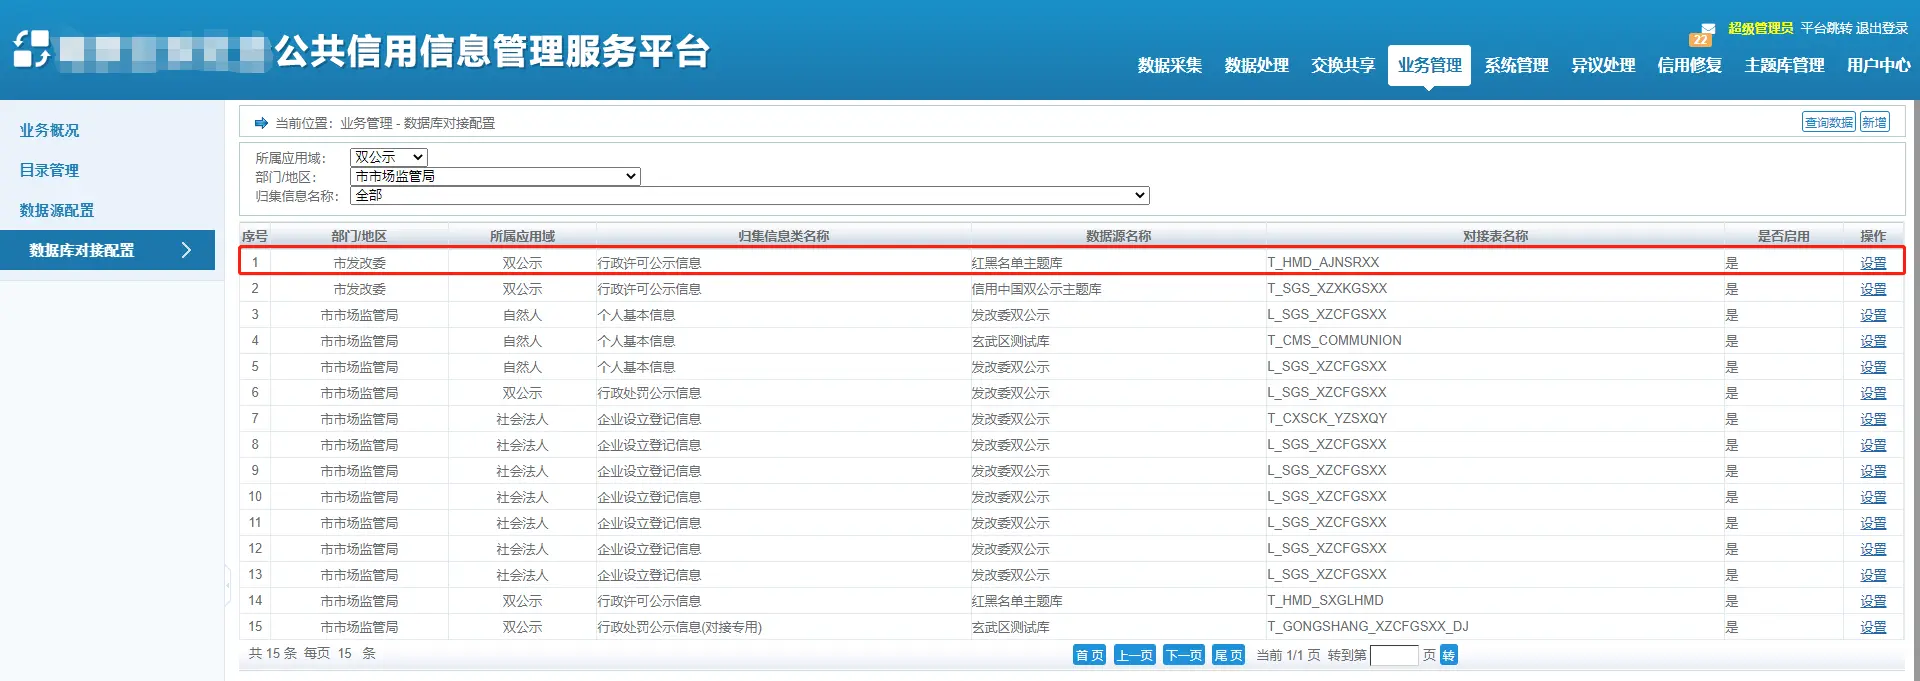 公共信用信息管理服务平台
22 超级管理员 平台跳转 退出登录
数据采集 数据处理 交换共享 业务管理 系统管理 异议处理 信用修复 主题库管理 用户中心
业务概况
目录管理
数据源配置
数据库对接配置
当前位置：业务管理 - 数据库对接配置 查询数据 新增
所属应用域： 双公示
部门/地区： 市市场监管局
归集信息名称： 全部
序号 部门/地区 所属应用域 归集信息类名称 数据源名称 对接表名称 是否启用 操作
1 市发改委 双公示 行政许可公示信息 红黑名单主题库 T_HMD_AJNSRXX 是 设置
2 市发改委 双公示 行政许可公示信息 信用中国双公示主题库 T_SGS_XZXKGSXX 是 设置
3 市市场监管局 自然人 个人基本信息 发改委双公示 L_SGS_XZCFGSXX 是 设置
4 市市场监管局 自然人 个人基本信息 玄武区测试库 T_CMS_COMMUNION 是 设置
5 市市场监管局 自然人 个人基本信息 发改委双公示 L_SGS_XZCFGSXX 是 设置
6 市市场监管局 双公示 行政处罚公示信息 发改委双公示 L_SGS_XZCFGSXX 是 设置
7 市市场监管局 社会法人 企业设立登记信息 发改委双公示 T_CXSCK_YZSXQY 是 设置
8 市市场监管局 社会法人 企业设立登记信息 发改委双公示 L_SGS_XZCFGSXX 是 设置
9 市市场监管局 社会法人 企业设立登记信息 发改委双公示 L_SGS_XZCFGSXX 是 设置
10 市市场监管局 社会法人 企业设立登记信息 发改委双公示 L_SGS_XZCFGSXX 是 设置
11 市市场监管局 社会法人 企业设立登记信息 发改委双公示 L_SGS_XZCFGSXX 是 设置
12 市市场监管局 社会法人 企业设立登记信息 发改委双公示 L_SGS_XZCFGSXX 是 设置
13 市市场监管局 社会法人 企业设立登记信息 发改委双公示 L_SGS_XZCFGSXX 是 设置
14 市市场监管局 双公示 行政许可公示信息 红黑名单主题库 T_HMD_SXGLHMD 是 设置
15 市市场监管局 双公示 行政处罚公示信息(对接专用) 玄武区测试库 T_GONGSHANG_XZCFGSXX_DJ 是 设置
共 15 条 每页 15 条 首 页 上一页 下一页 尾 页 当前 1/1 页 转到第 页 转